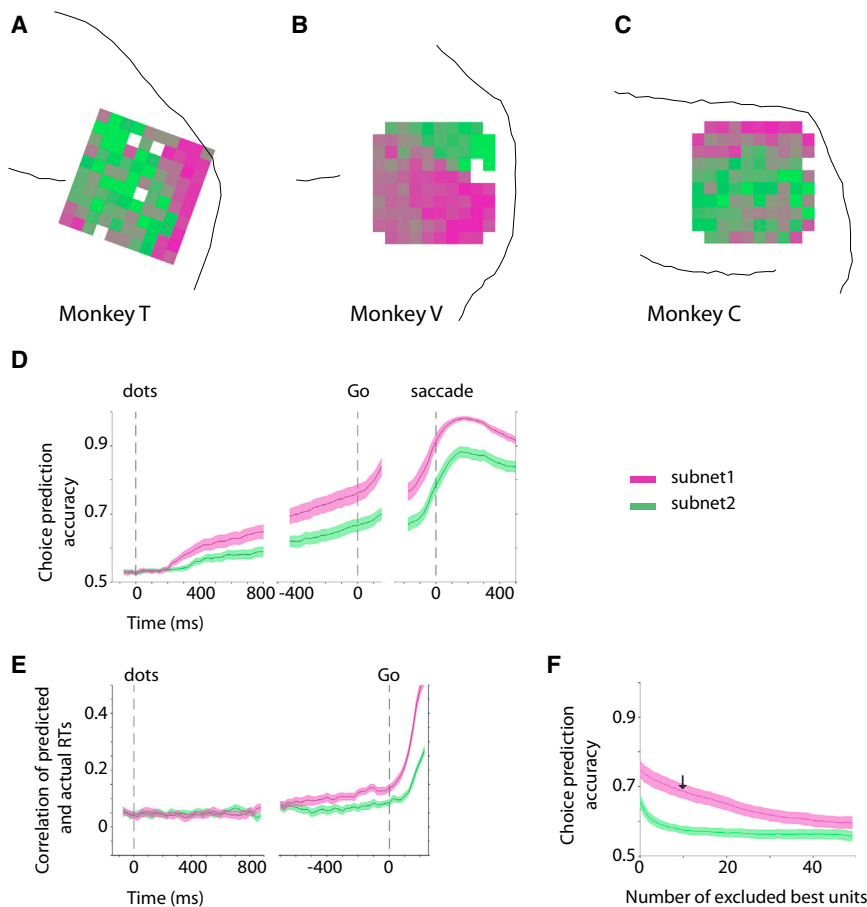 A
B
C
Monkey T
Monkey V
Monkey C
D
dots
Go
saccade
0.9
0.7
0.5
Choice prediction
accuracy
0
400
800
-400
0
0
400
Time (ms)
subnet1
subnet2
E
dots
Go
0.4
0.2
0
Correlation of predicted
and actual RTs
0
400
800
-400
0
Time (ms)
F
0.9
0.7
0.5
Choice prediction
accuracy
0
20
40
Number of excluded best units